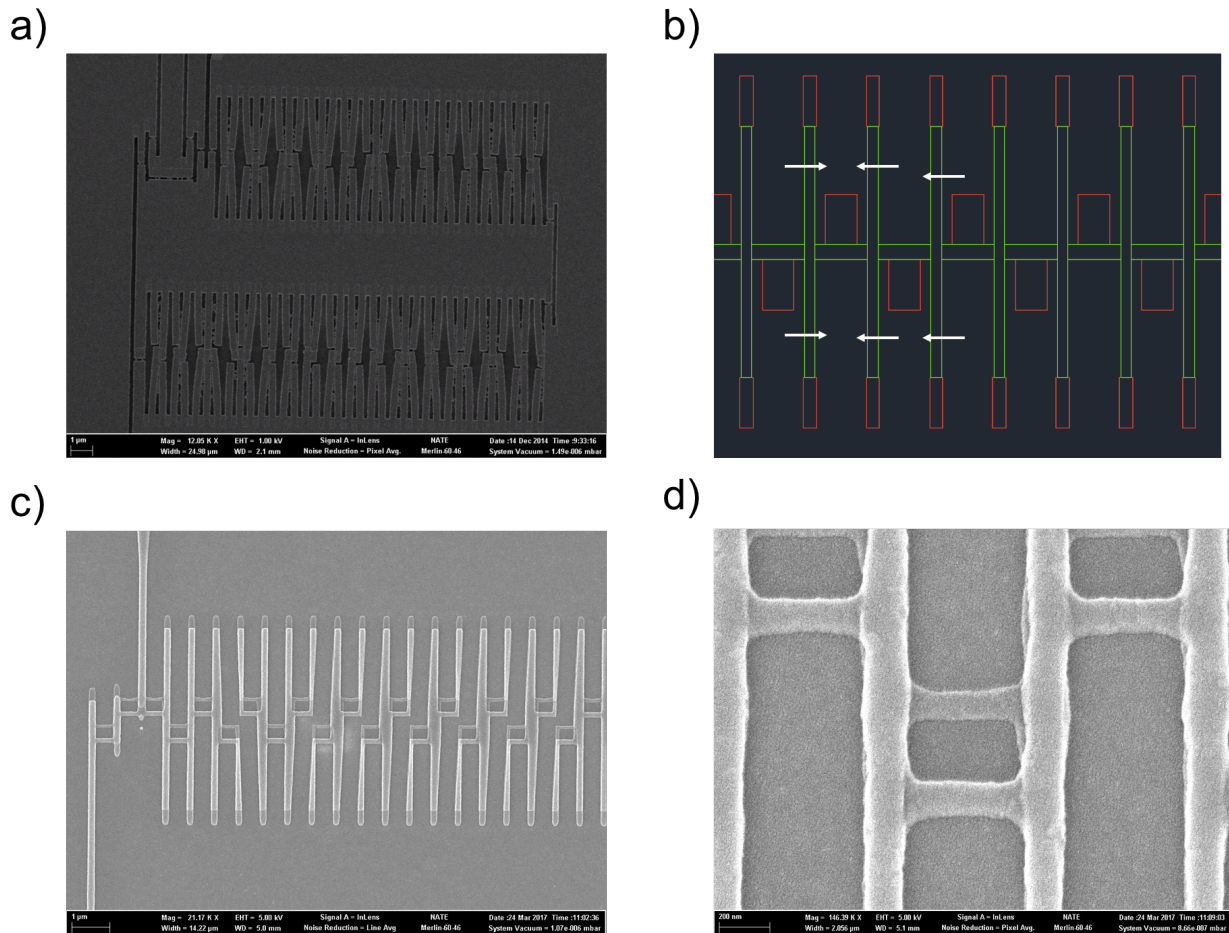 a)
b)
1 µm
Mag = 12.05 K X EHT = 1.00 kV Signal A = InLens NATE Date :14 Dec 2014 Time :9:33:16
Width = 24.98 µm WD = 2.1 mm Noise Reduction = Pixel Avg. Merlin-60-46 System Vacuum = 1.49e-006 mbar
c)
d)
1 µm
Mag = 21.17 K X EHT = 5.00 kV Signal A = InLens NATE Date :24 Mar 2017 Time :11:02:36
Width = 14.22 µm WD = 5.0 mm Noise Reduction = Line Avg Merlin-60-46 System Vacuum = 1.07e-006 mbar
200 nm
Mag = 146.39 K X EHT = 5.00 kV Signal A = InLens NATE Date :24 Mar 2017 Time :11:09:03
Width = 2.056 µm WD = 5.1 mm Noise Reduction = Pixel Avg. Merlin-60-46 System Vacuum = 8.66e-007 mbar